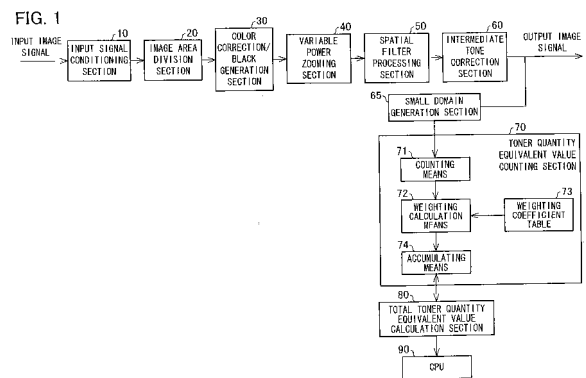 FIG. 1
INPUT IMAGE
SIGNAL
10
INPUT SIGNAL
CONDITIONING
SECTION
20
IMAGE AREA
DIVISION
SECTION
30
COLOR
CORRECTION/
BLACK
GENERATION
SECTION
40
VARIABLE
POWER
ZOOMING
SECTION
50
SPATIAL
FILTER
PROCESSING
SECTION
60
INTERMEDIATE
TONE
CORRECTION
SECTION
OUTPUT IMAGE
SIGNAL
65
SMALL DOMAIN
GENERATION SECTION
70
TONER QUANTITY
EQUIVALENT VALUE
COUNTING SECTION
71
COUNTING
MEANS
72
WEIGHTING
CALCULATION
MEANS
73
WEIGHTING
COEFFICIENT
TABLE
74
ACCUMULATING
MEANS
80
TOTAL TONER QUANTITY
EQUIVALENT VALUE
CALCULATION SECTION
90
CPU